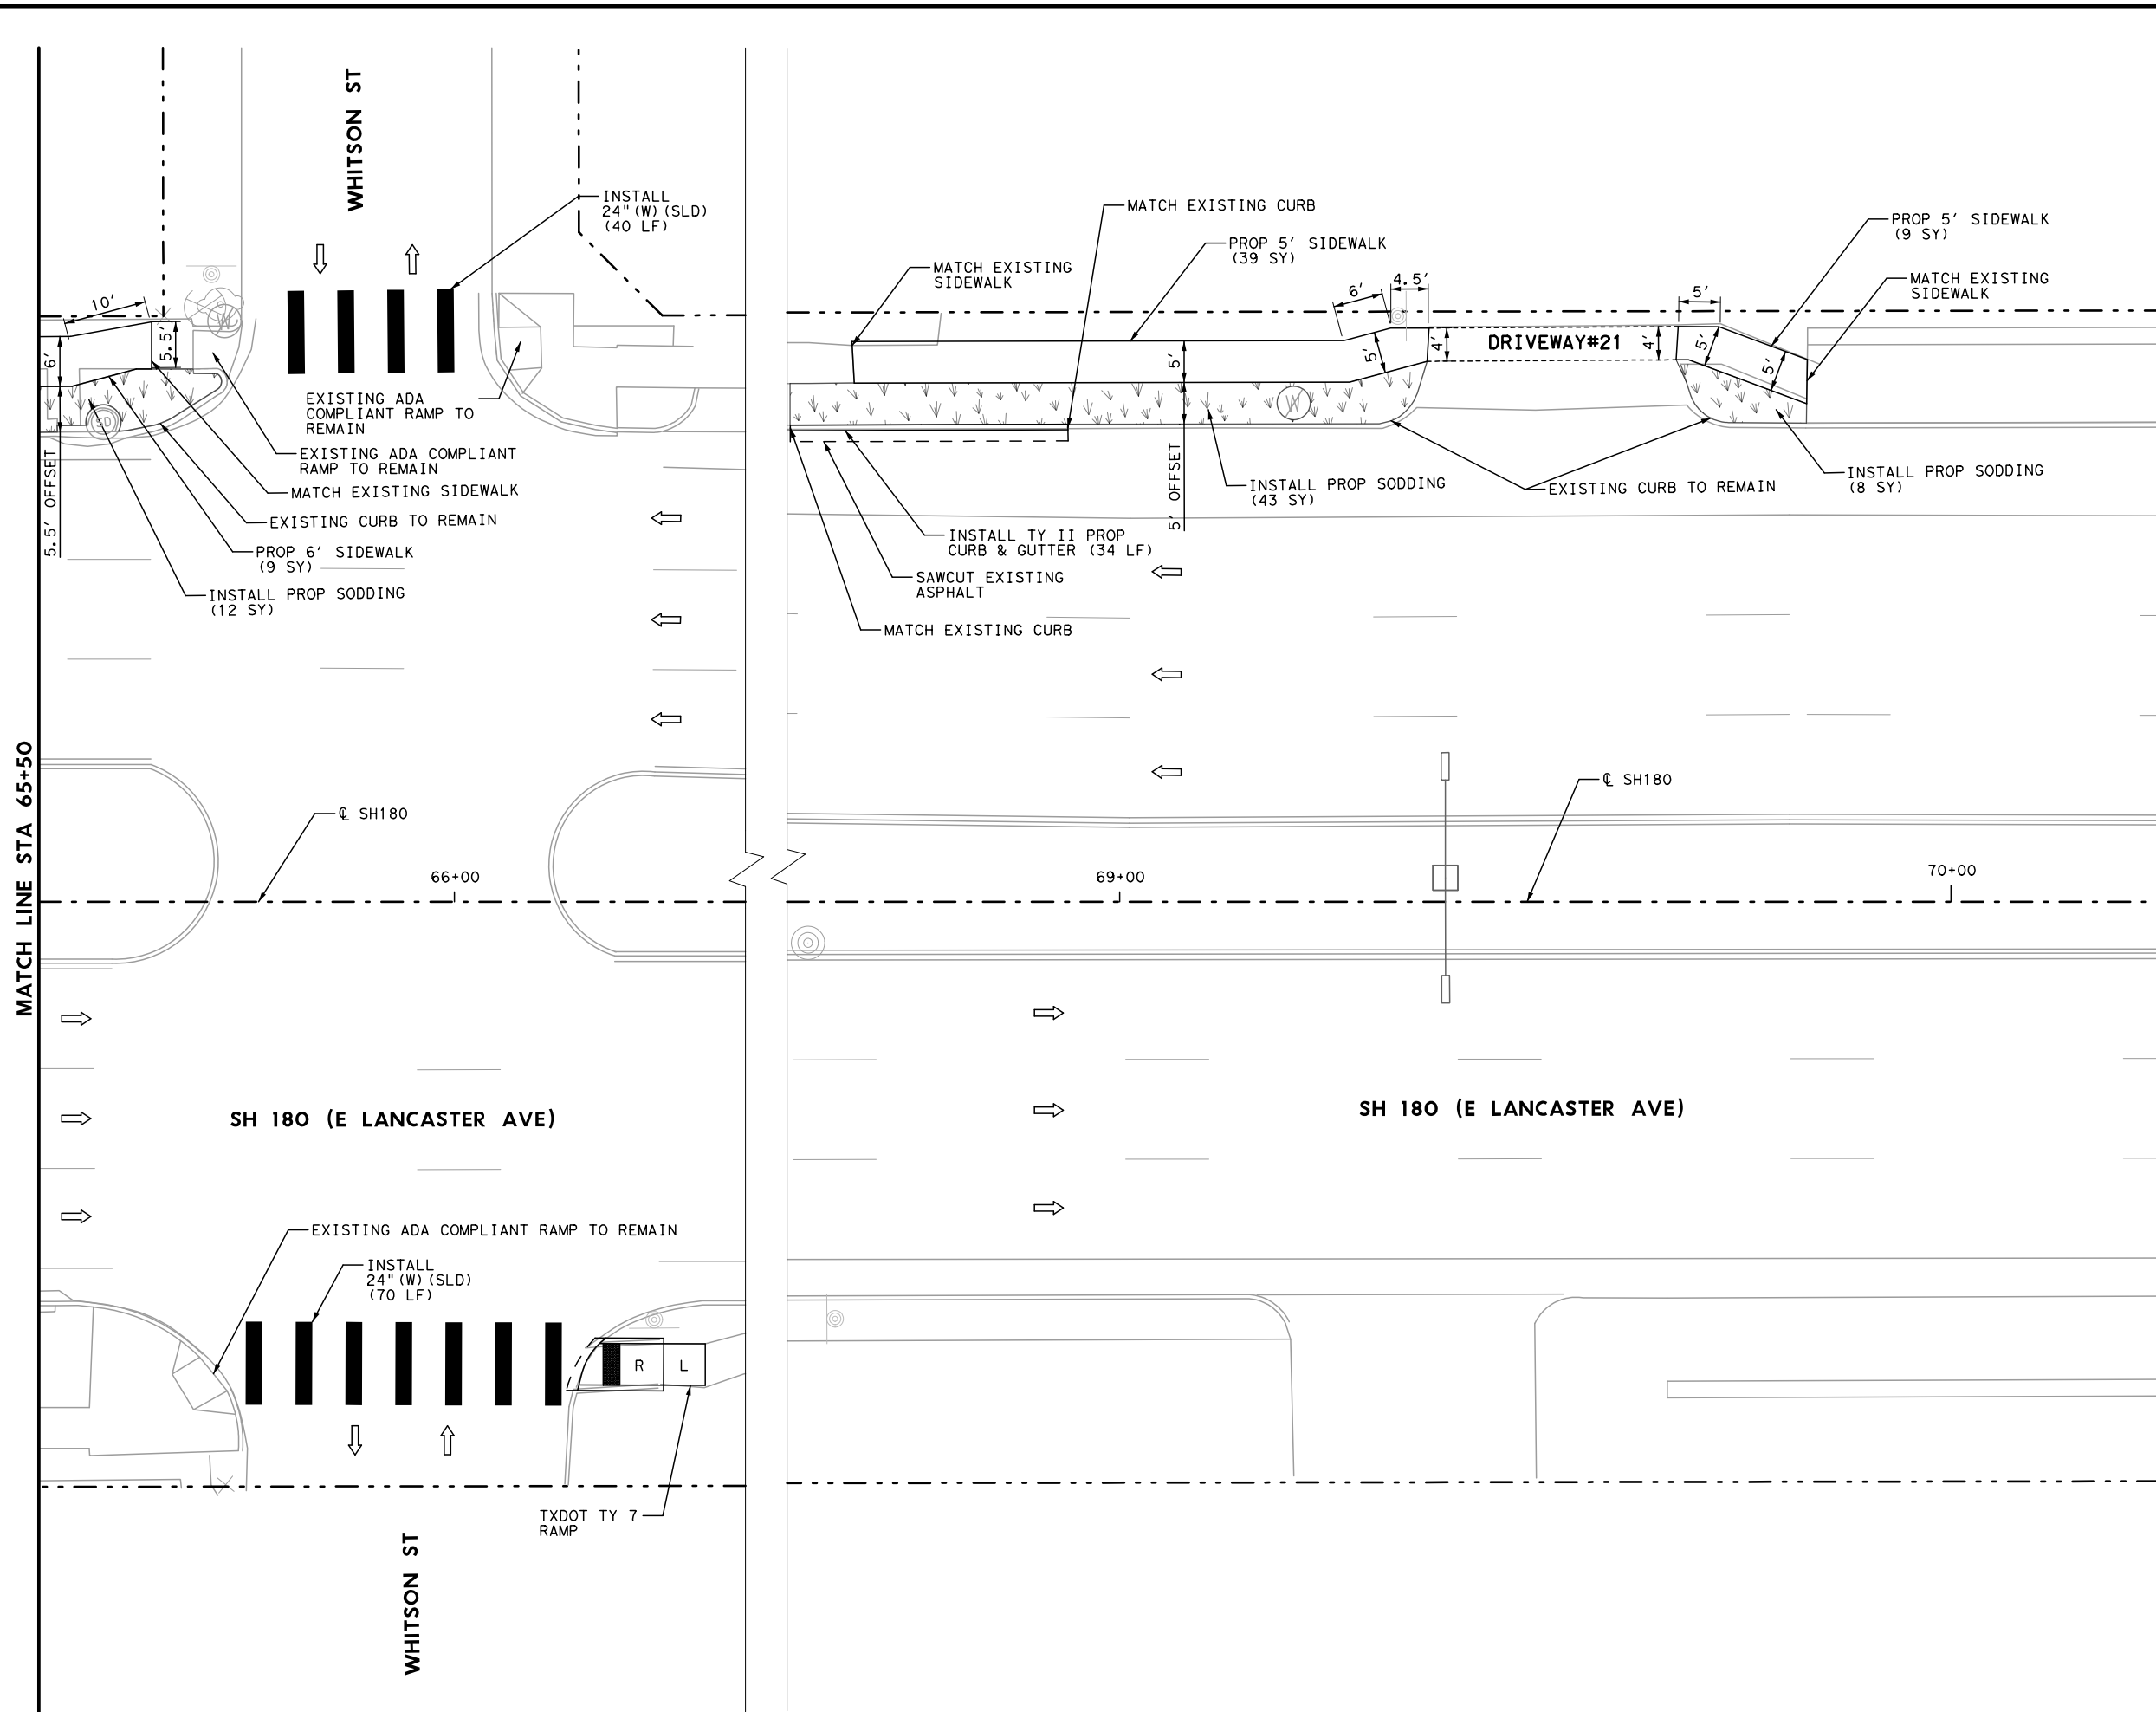 WHITSON ST
INSTALL
24"(W)(SLD)
(40 LF)
10'
5.5'
6'
5.5' OFFSET
W
SD
EXISTING ADA
COMPLIANT RAMP TO
REMAIN
EXISTING ADA COMPLIANT
RAMP TO REMAIN
MATCH EXISTING SIDEWALK
EXISTING CURB TO REMAIN
PROP 6' SIDEWALK
(9 SY)
INSTALL PROP SODDING
(12 SY)
MATCH EXISTING CURB
PROP 5' SIDEWALK
(39 SY)
MATCH EXISTING
SIDEWALK
6'
4.5'
5'
PROP 5' SIDEWALK
(9 SY)
MATCH EXISTING
SIDEWALK
5'
5'
4'
DRIVEWAY#21
4'
5'
5'
W
5' OFFSET
INSTALL PROP SODDING
(43 SY)
EXISTING CURB TO REMAIN
INSTALL PROP SODDING
(8 SY)
INSTALL TY II PROP
CURB & GUTTER (34 LF)
SAWCUT EXISTING
ASPHALT
MATCH EXISTING CURB
MATCH LINE STA 65+50
℄ SH180
66+00
69+00
℄ SH180
70+00
SH 180 (E LANCASTER AVE)
SH 180 (E LANCASTER AVE)
EXISTING ADA COMPLIANT RAMP TO REMAIN
INSTALL
24"(W)(SLD)
(70 LF)
R L
TXDOT TY 7
RAMP
WHITSON ST